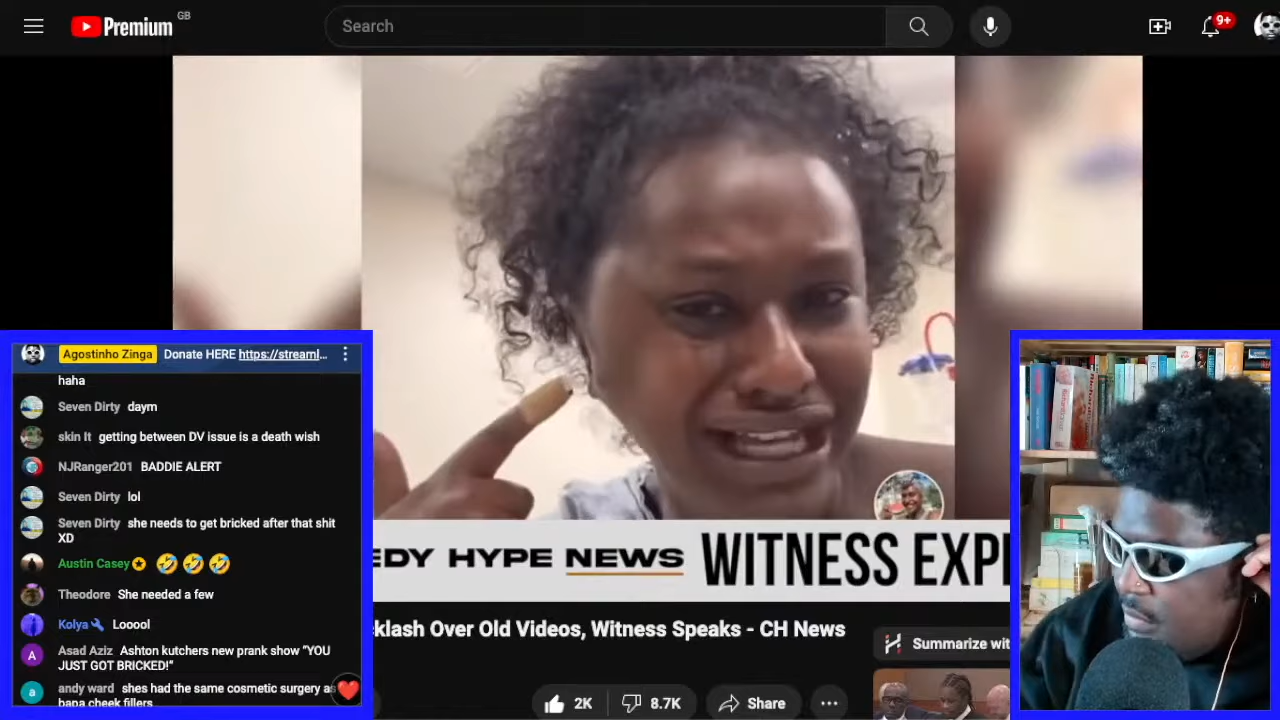 Premium GB
Search
9+
Agostinho Zinga Donate HERE https://streaml...
haha
Seven Dirty daym
skin It getting between DV issue is a death wish
NJRanger201 BADDIE ALERT
Seven Dirty lol
Seven Dirty she needs to get bricked after that shit
XD
Austin Casey 🤣🤣🤣
Theodore She needed a few
Kolya Looool
Asad Aziz Ashton kutchers new prank show “YOU
JUST GOT BRICKED!”
andy ward shes had the same cosmetic surgery as
papa cheek fillers
EDY HYPE NEWS WITNESS EXP
klash Over Old Videos, Witness Speaks - CH News
Summarize wit
2K 8.7K Share